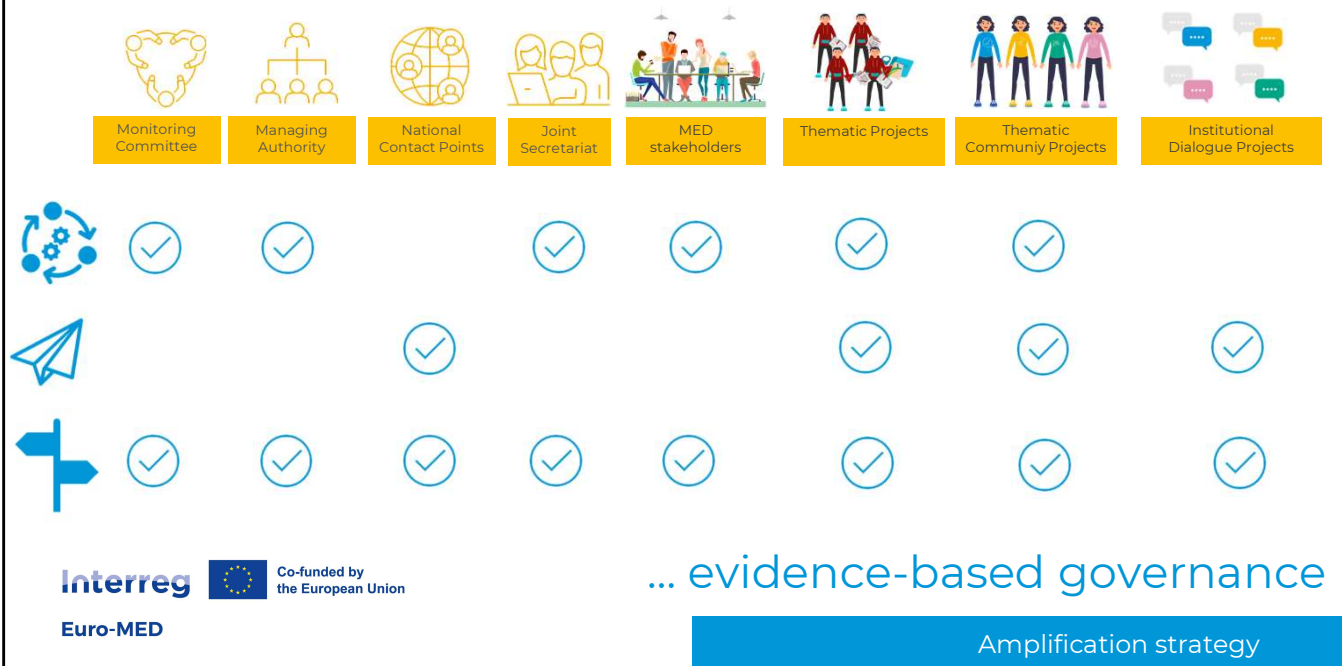 Monitoring
Committee
Managing
Authority
National
Contact Points
Joint
Secretariat
MED
stakeholders
Thematic Projects
Thematic
Communiy Projects
Institutional
Dialogue Projects
Interreg
Co-funded by
the European Union
Euro-MED
... evidence-based governance
Amplification strategy